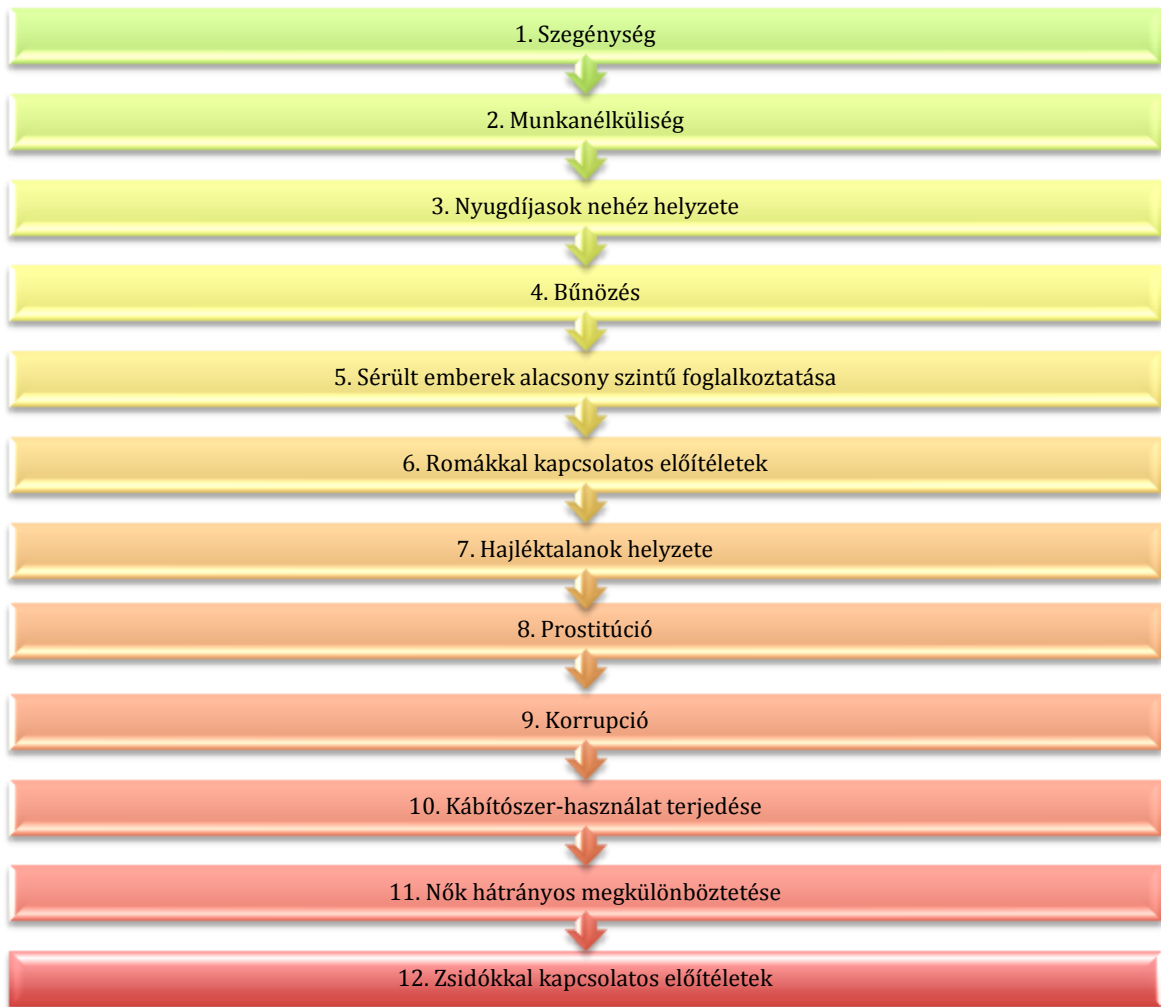 1. Szegénység
2. Munkanélküliség
3. Nyugdíjasok nehéz helyzete
4. Bűnözés
5. Sérült emberek alacsony szintű foglalkoztatása
6. Romákkal kapcsolatos előítéletek
7. Hajléktalanok helyzete
8. Prostitúció
9. Korrupció
10. Kábítószer-használat terjedése
11. Nők hátrányos megkülönböztetése
12. Zsidókkal kapcsolatos előítéletek